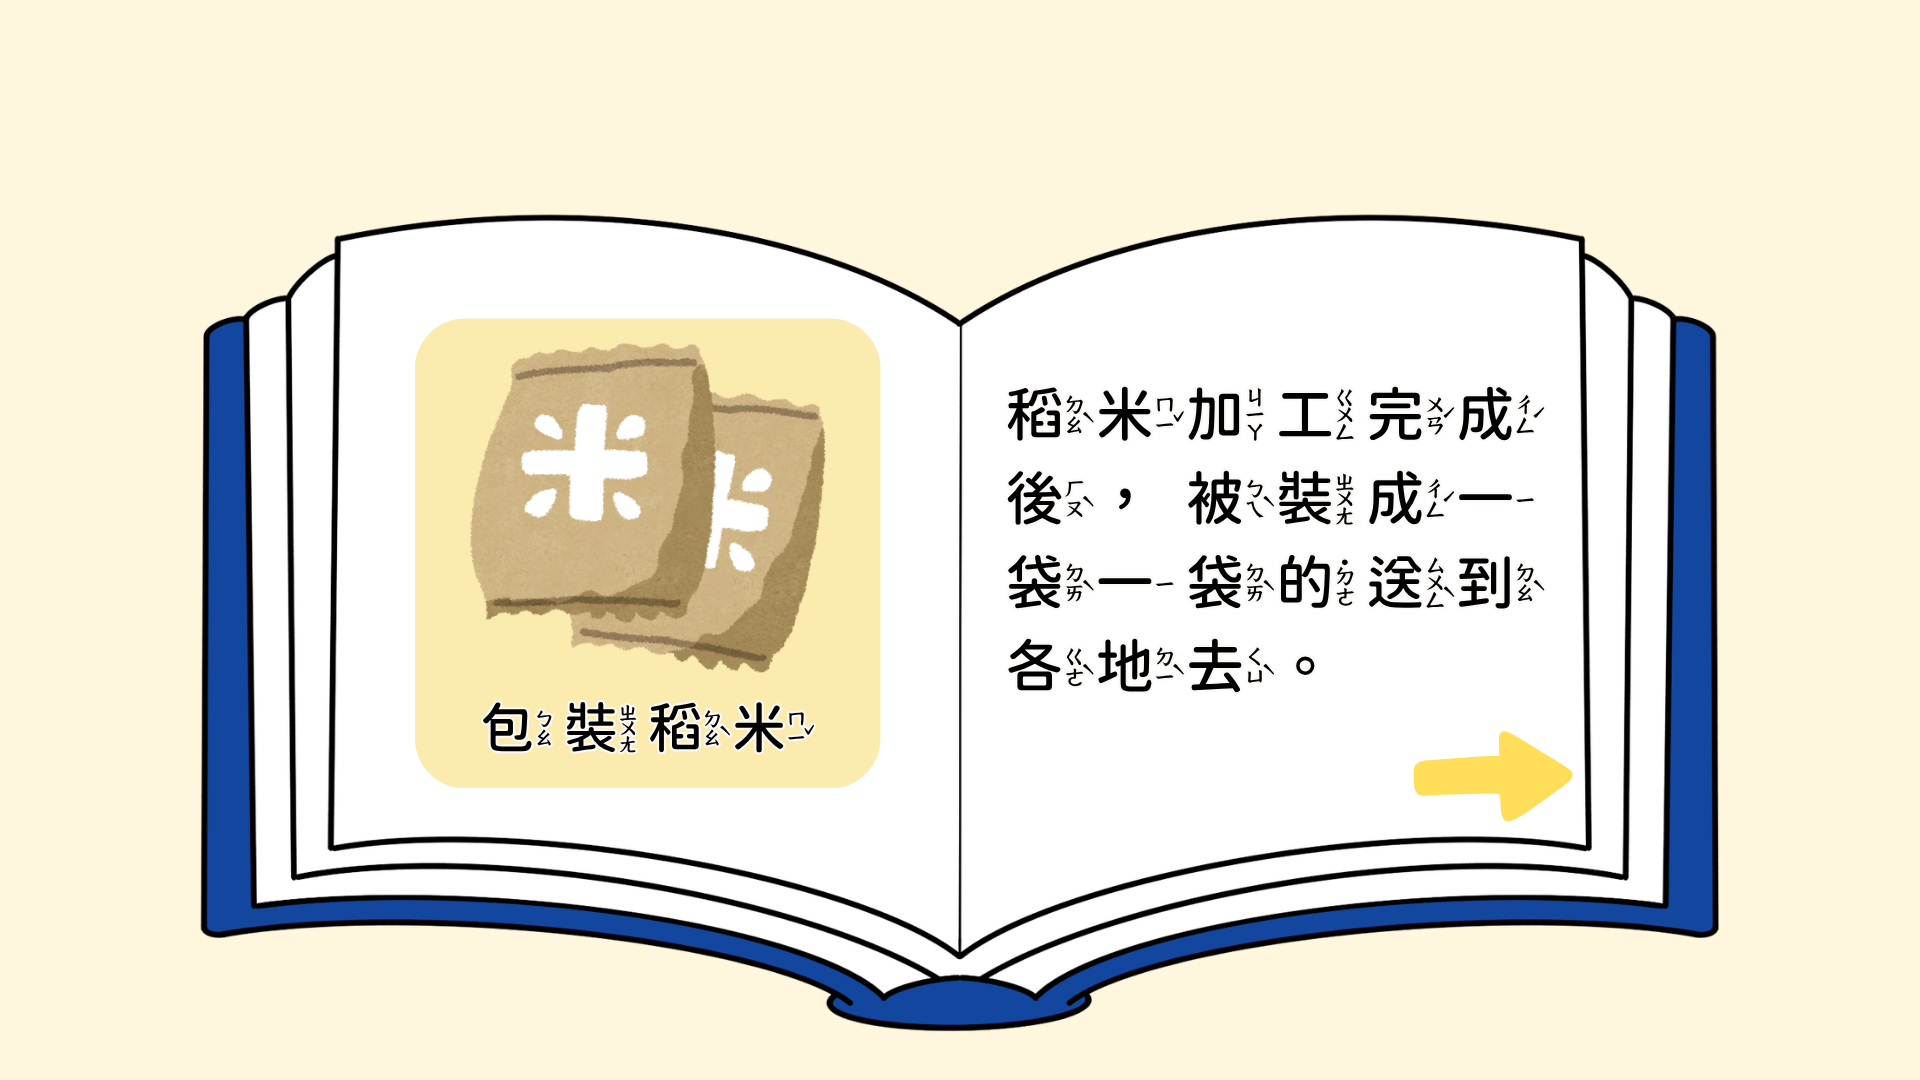 米
米
包裝稻米
稻米加工完成
後，被裝成一
袋一袋的送到
各地去。